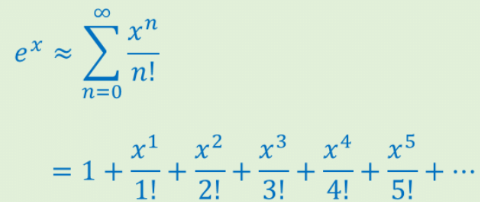 e^x ≈ ∑_{n=0}^{∞} x^n/n!
= 1 + x^1/1! + x^2/2! + x^3/3! + x^4/4! + x^5/5! + ⋯